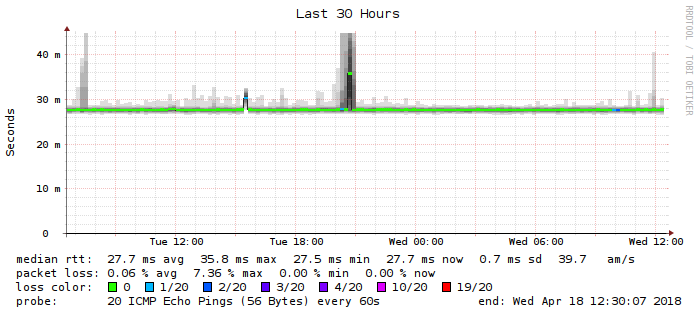 Last 30 Hours
RRDTOOL / TOBI OETIKER
Seconds
40 m
30 m
20 m
10 m
0
Tue 12:00 Tue 18:00 Wed 00:00 Wed 06:00 Wed 12:00
median rtt: 27.7 ms avg 35.8 ms max 27.5 ms min 27.7 ms now 0.7 ms sd 39.7 am/s
packet loss: 0.06 % avg 7.36 % max 0.00 % min 0.00 % now
loss color: 0 1/20 2/20 3/20 4/20 10/20 19/20
probe: 20 ICMP Echo Pings (56 Bytes) every 60s end: Wed Apr 18 12:30:07 2018